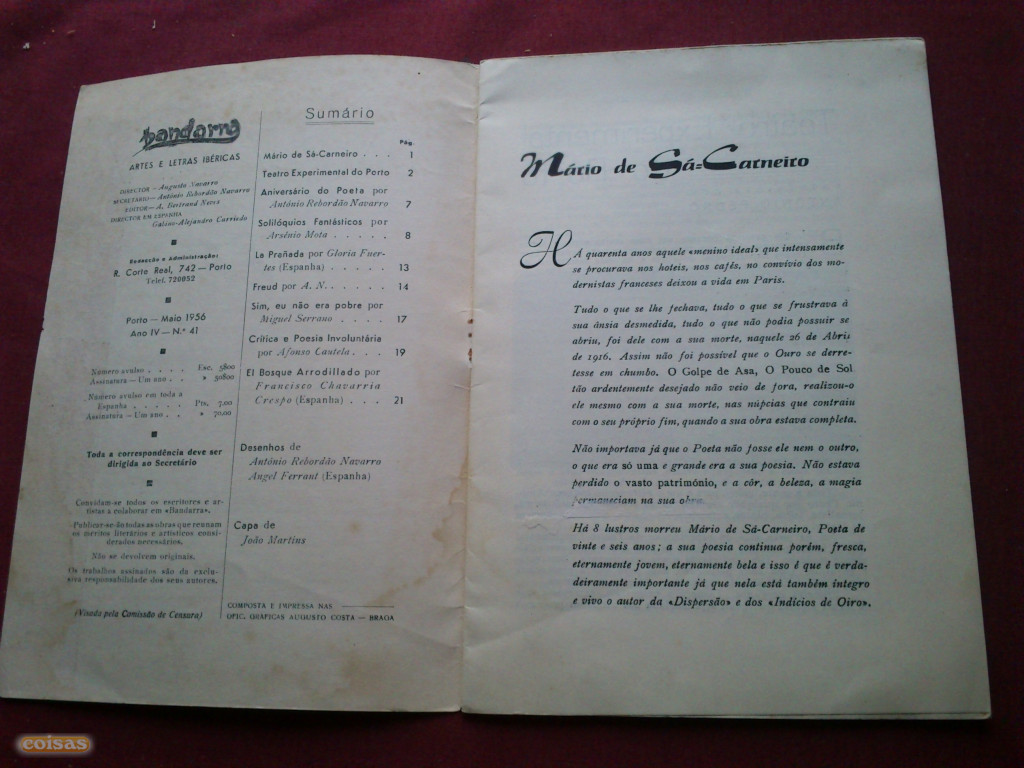 bandarra
ARTES E LETRAS IBÉRICAS
DIRECTOR — Augusto Navarro
SECRETÁRIO — António Rebordão Navarro
EDITOR — A. Bertrand Neves
DIRECTOR EM ESPANHA
Galino-Alejandro Carriedo
Redacção e Administração:
R. Corte Real, 742 — Porto
Telef. 720852
Porto — Maio 1956
Ano IV — N.º 41
Número avulso . . . . Esc. 5$00
Assinatura — Um ano . . » 50$00
Número avulso em toda a
Espanha . . . . . Pts. 7.00
Assinatura — Um ano . . » 70.00
Toda a correspondência deve ser
dirigida ao Secretário
Convidam-se todos os escritores e ar-
tistas a colaborar em «Bandarra».
Publicar-se-ão todas as obras que reunam
os méritos literários e artísticos consi-
derados necessários.
Não se devolvem originais.
Os trabalhos assinados são da exclu-
siva responsabilidade dos seus autores.
(Visada pela Comissão de Censura)
Sumário
Pág.
Mário de Sá-Carneiro . . . 1
Teatro Experimental do Porto 2
Aniversário do Poeta por
António Rebordão Navarro 7
Solilóquios Fantásticos por
Arsénio Mota . . . . . 8
La Preñada por Gloria Fuer-
tes (Espanha) . . . . . 13
Freud por A. N. . . . . . 14
Sim, eu não era pobre por
Miguel Serrano . . . . 17
Crítica e Poesia Involuntária
por Afonso Cautela . . . 19
El Bosque Arrodillado por
Francisco Chavarria
Crespo (Espanha) . . . 21
Desenhos de
António Rebordão Navarro
Angel Ferrant (Espanha)
Capa de
João Martins
COMPOSTA E IMPRESSA NAS
OFIC. GRÁFICAS AUGUSTO COSTA — BRAGA
Mário de Sá-Carneiro
HÁ quarenta anos aquele «menino ideal» que intensamente
se procurava nos hoteis, nos cafés, no convívio dos mo-
dernistas franceses deixou a vida em Paris.
Tudo o que se lhe fechava, tudo o que se frustrava à
sua ânsia desmedida, tudo o que não podia possuir se
abriu, foi dele com a sua morte, naquele 26 de Abril
de 1916. Assim não foi possível que o Ouro se derre-
tesse em chumbo. O Golpe de Asa, O Pouco de Sol
tão ardentemente desejado não veio de fora, realizou-o
ele mesmo com a sua morte, nas núpcias que contraiu
com o seu próprio fim, quando a sua obra estava completa.
Não importava já que o Poeta não fosse ele nem o outro,
o que era só uma e grande era a sua poesia. Não estava
perdido o vasto património, e a côr, a beleza, a magia
permaneciam na sua obra.
Há 8 lustros morreu Mário de Sá-Carneiro, Poeta de
vinte e seis anos; a sua poesia continua porém, fresca,
eternamente jovem, eternamente bela e isso é que é verda-
deiramente importante já que nela está também íntegro
e vivo o autor da «Dispersão» e dos «Indícios de Oiro».
coisas